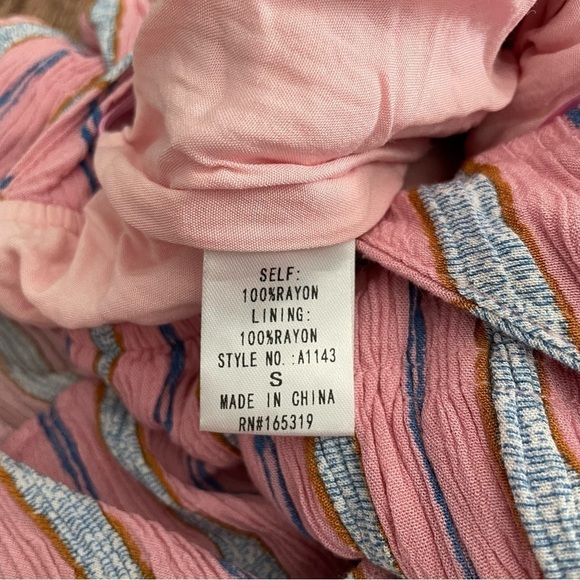 SELF:
100%RAYON
LINING:
100%RAYON
STYLE NO. :A1143
S
MADE IN CHINA
RN#165319